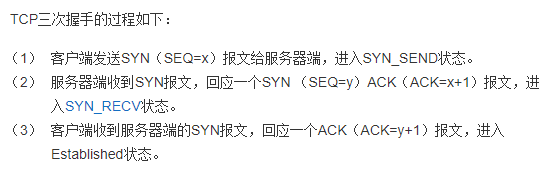 TCP三次握手的过程如下：
（1） 客户端发送SYN（SEQ=x）报文给服务器端，进入SYN_SEND状态。
（2） 服务器端收到SYN报文，回应一个SYN （SEQ=y）ACK（ACK=x+1）报文，进
入SYN_RECV状态。
（3） 客户端收到服务器端的SYN报文，回应一个ACK（ACK=y+1）报文，进入
Established状态。